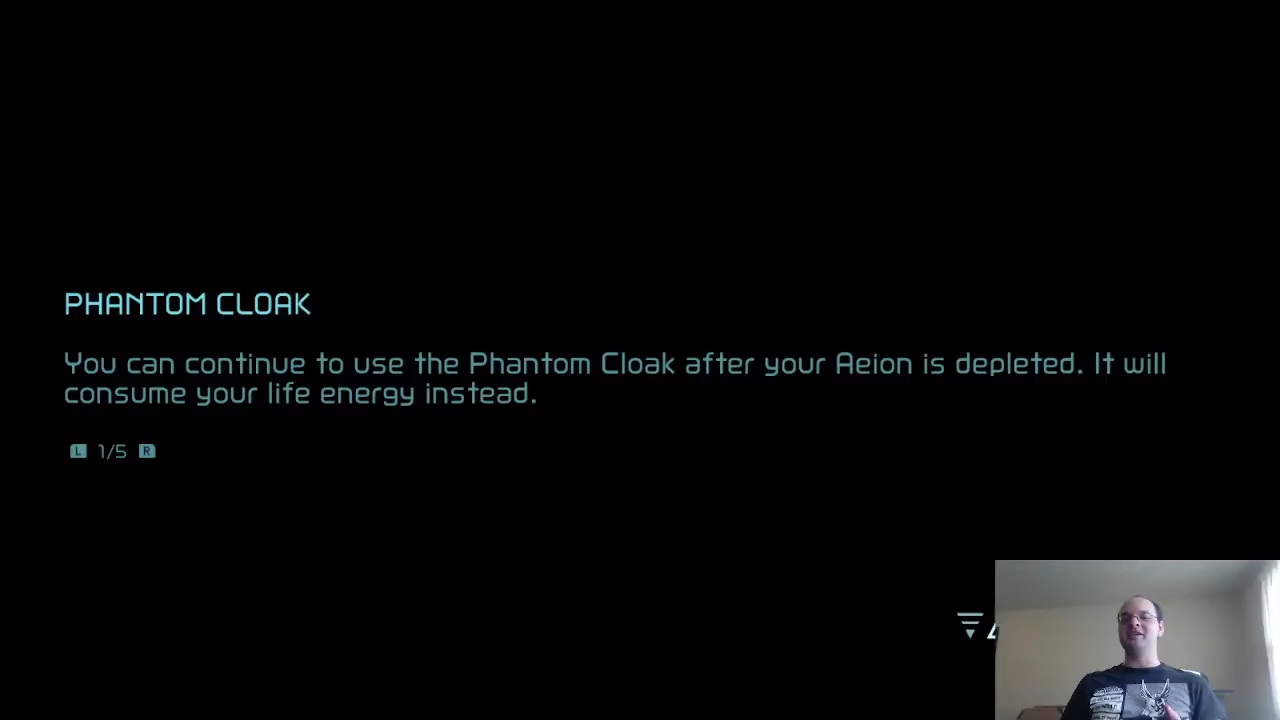 PHANTOM CLOAK
You can continue to use the Phantom Cloak after your Aeion is depleted. It will
consume your life energy instead.
L 1/5 R